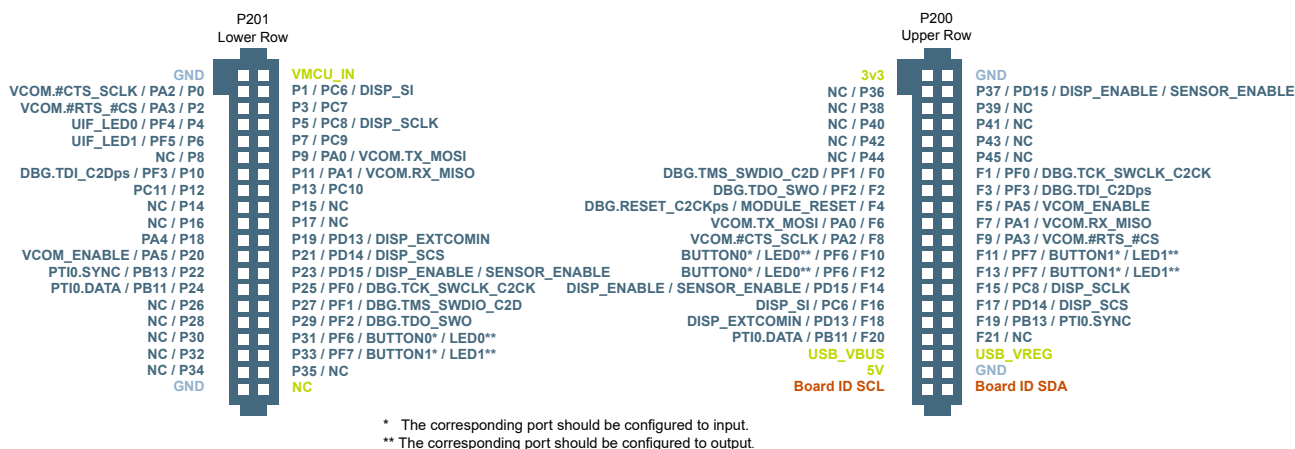 P201
Lower Row
GND VMCU_IN
VCOM.#CTS_SCLK / PA2 / P0 P1 / PC6 / DISP_SI
VCOM.#RTS_#CS / PA3 / P2 P3 / PC7
UIF_LED0 / PF4 / P4 P5 / PC8 / DISP_SCLK
UIF_LED1 / PF5 / P6 P7 / PC9
NC / P8 P9 / PA0 / VCOM.TX_MOSI
DBG.TDI_C2Dps / PF3 / P10 P11 / PA1 / VCOM.RX_MISO
PC11 / P12 P13 / PC10
NC / P14 P15 / NC
NC / P16 P17 / NC
PA4 / P18 P19 / PD13 / DISP_EXTCOMIN
VCOM_ENABLE / PA5 / P20 P21 / PD14 / DISP_SCS
PTI0.SYNC / PB13 / P22 P23 / PD15 / DISP_ENABLE / SENSOR_ENABLE
PTI0.DATA / PB11 / P24 P25 / PF0 / DBG.TCK_SWCLK_C2CK
NC / P26 P27 / PF1 / DBG.TMS_SWDIO_C2D
NC / P28 P29 / PF2 / DBG.TDO_SWO
NC / P30 P31 / PF6 / BUTTON0* / LED0**
NC / P32 P33 / PF7 / BUTTON1* / LED1**
NC / P34 P35 / NC
GND NC
P200
Upper Row
3v3 GND
NC / P36 P37 / PD15 / DISP_ENABLE / SENSOR_ENABLE
NC / P38 P39 / NC
NC / P40 P41 / NC
NC / P42 P43 / NC
NC / P44 P45 / NC
DBG.TMS_SWDIO_C2D / PF1 / F0 F1 / PF0 / DBG.TCK_SWCLK_C2CK
DBG.TDO_SWO / PF2 / F2 F3 / PF3 / DBG.TDI_C2Dps
DBG.RESET_C2CKps / MODULE_RESET / F4 F5 / PA5 / VCOM_ENABLE
VCOM.TX_MOSI / PA0 / F6 F7 / PA1 / VCOM.RX_MISO
VCOM.#CTS_SCLK / PA2 / F8 F9 / PA3 / VCOM.#RTS_#CS
BUTTON0* / LED0** / PF6 / F10 F11 / PF7 / BUTTON1* / LED1**
BUTTON0* / LED0** / PF6 / F12 F13 / PF7 / BUTTON1* / LED1**
DISP_ENABLE / SENSOR_ENABLE / PD15 / F14 F15 / PC8 / DISP_SCLK
DISP_SI / PC6 / F16 F17 / PD14 / DISP_SCS
DISP_EXTCOMIN / PD13 / F18 F19 / PB13 / PTI0.SYNC
PTI0.DATA / PB11 / F20 F21 / NC
USB_VBUS USB_VREG
5V GND
Board ID SCL Board ID SDA
* The corresponding port should be configured to input.
** The corresponding port should be configured to output.